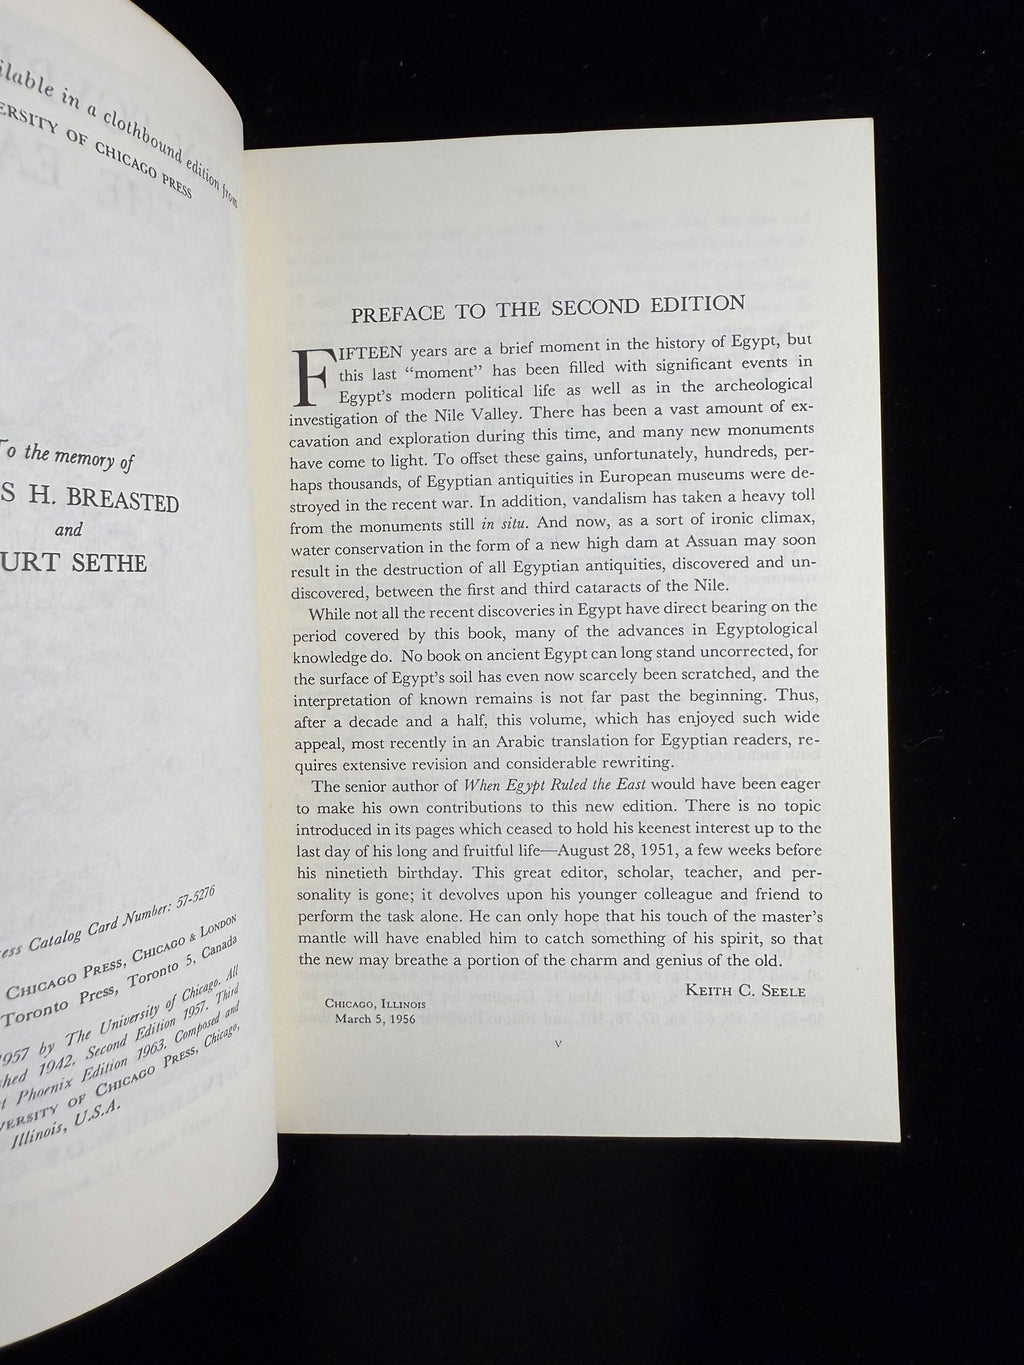 in a clothbound edition from
OF CHICAGO PRESS
the memory of
H. BREASTED
and
SETHE
Catalog Card Number: 57-5276
CHICAGO PRESS, CHICAGO & LONDON
Toronto Press, Toronto 5, Canada
by The University of Chicago. All
1942. Second Edition 1957. Third
Phoenix Edition 1963. Composed and
OF CHICAGO PRESS, Chicago,
Illinois, U.S.A.
PREFACE TO THE SECOND EDITION
FIFTEEN years are a brief moment in the history of Egypt, but
this last “moment” has been filled with significant events in
Egypt's modern political life as well as in the archeological
investigation of the Nile Valley. There has been a vast amount of ex-
cavation and exploration during this time, and many new monuments
have come to light. To offset these gains, unfortunately, hundreds, per-
haps thousands, of Egyptian antiquities in European museums were de-
stroyed in the recent war. In addition, vandalism has taken a heavy toll
from the monuments still in situ. And now, as a sort of ironic climax,
water conservation in the form of a new high dam at Assuan may soon
result in the destruction of all Egyptian antiquities, discovered and un-
discovered, between the first and third cataracts of the Nile.
While not all the recent discoveries in Egypt have direct bearing on the
period covered by this book, many of the advances in Egyptological
knowledge do. No book on ancient Egypt can long stand uncorrected, for
the surface of Egypt's soil has even now scarcely been scratched, and the
interpretation of known remains is not far past the beginning. Thus,
after a decade and a half, this volume, which has enjoyed such wide
appeal, most recently in an Arabic translation for Egyptian readers, re-
quires extensive revision and considerable rewriting.
The senior author of When Egypt Ruled the East would have been eager
to make his own contributions to this new edition. There is no topic
introduced in its pages which ceased to hold his keenest interest up to the
last day of his long and fruitful life—August 28, 1951, a few weeks before
his ninetieth birthday. This great editor, scholar, teacher, and per-
sonality is gone; it devolves upon his younger colleague and friend to
perform the task alone. He can only hope that his touch of the master's
mantle will have enabled him to catch something of his spirit, so that
the new may breathe a portion of the charm and genius of the old.
KEITH C. SEELE
CHICAGO, ILLINOIS
March 5, 1956
v